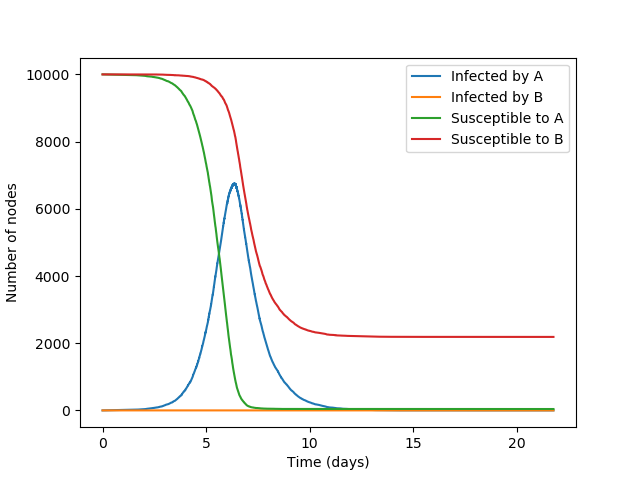 10000
8000
6000
4000
2000
0
Number of nodes
Infected by A
Infected by B
Susceptible to A
Susceptible to B
0 5 10 15 20
Time (days)